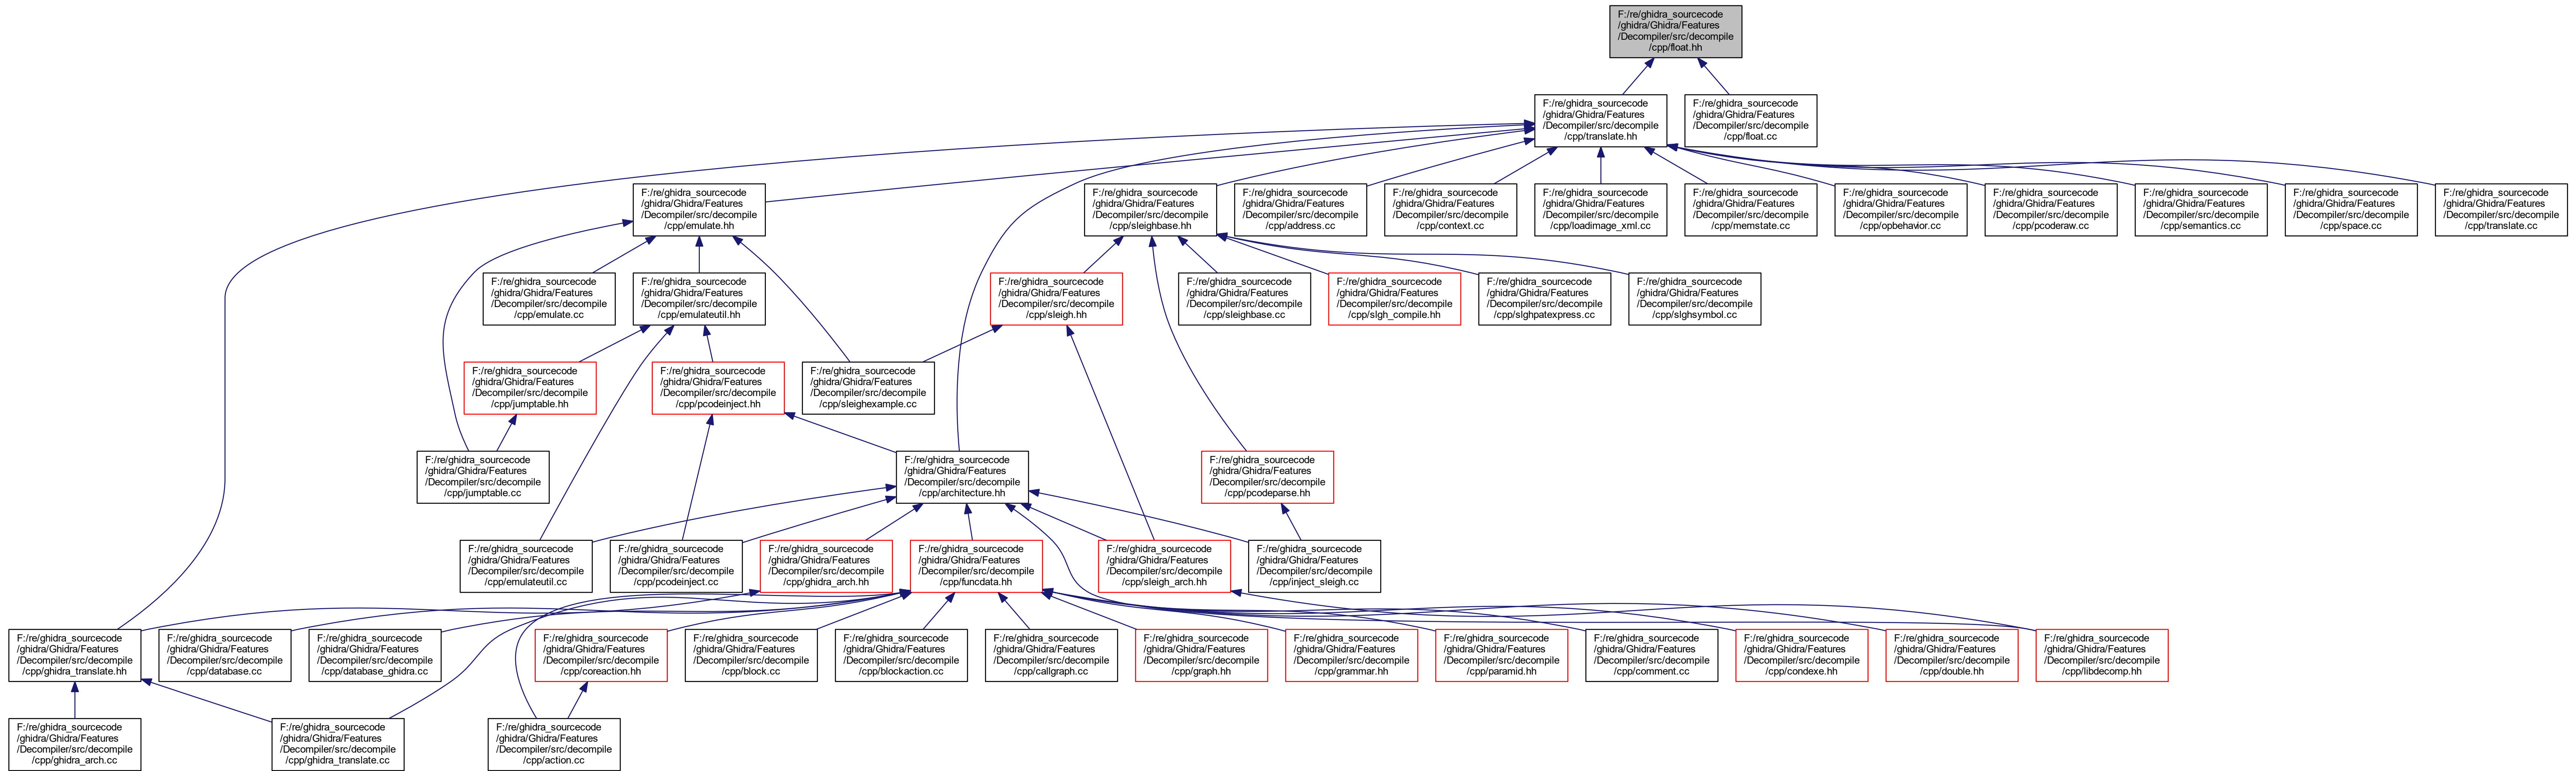 F:/re/ghidra_sourcecode
/ghidra/Ghidra/Features
/Decompiler/src/decompile
/cpp/float.hh
F:/re/ghidra_sourcecode
/ghidra/Ghidra/Features
/Decompiler/src/decompile
/cpp/translate.hh
F:/re/ghidra_sourcecode
/ghidra/Ghidra/Features
/Decompiler/src/decompile
/cpp/float.cc
F:/re/ghidra_sourcecode
/ghidra/Ghidra/Features
/Decompiler/src/decompile
/cpp/emulate.hh
F:/re/ghidra_sourcecode
/ghidra/Ghidra/Features
/Decompiler/src/decompile
/cpp/sleighbase.hh
F:/re/ghidra_sourcecode
/ghidra/Ghidra/Features
/Decompiler/src/decompile
/cpp/address.cc
F:/re/ghidra_sourcecode
/ghidra/Ghidra/Features
/Decompiler/src/decompile
/cpp/context.cc
F:/re/ghidra_sourcecode
/ghidra/Ghidra/Features
/Decompiler/src/decompile
/cpp/loadimage_xml.cc
F:/re/ghidra_sourcecode
/ghidra/Ghidra/Features
/Decompiler/src/decompile
/cpp/memstate.cc
F:/re/ghidra_sourcecode
/ghidra/Ghidra/Features
/Decompiler/src/decompile
/cpp/opbehavior.cc
F:/re/ghidra_sourcecode
/ghidra/Ghidra/Features
/Decompiler/src/decompile
/cpp/pcoderaw.cc
F:/re/ghidra_sourcecode
/ghidra/Ghidra/Features
/Decompiler/src/decompile
/cpp/semantics.cc
F:/re/ghidra_sourcecode
/ghidra/Ghidra/Features
/Decompiler/src/decompile
/cpp/space.cc
F:/re/ghidra_sourcecode
/ghidra/Ghidra/Features
/Decompiler/src/decompile
/cpp/translate.cc
F:/re/ghidra_sourcecode
/ghidra/Ghidra/Features
/Decompiler/src/decompile
/cpp/emulate.cc
F:/re/ghidra_sourcecode
/ghidra/Ghidra/Features
/Decompiler/src/decompile
/cpp/emulateutil.hh
F:/re/ghidra_sourcecode
/ghidra/Ghidra/Features
/Decompiler/src/decompile
/cpp/sleigh.hh
F:/re/ghidra_sourcecode
/ghidra/Ghidra/Features
/Decompiler/src/decompile
/cpp/sleighbase.cc
F:/re/ghidra_sourcecode
/ghidra/Ghidra/Features
/Decompiler/src/decompile
/cpp/slgh_compile.hh
F:/re/ghidra_sourcecode
/ghidra/Ghidra/Features
/Decompiler/src/decompile
/cpp/slghpatexpress.cc
F:/re/ghidra_sourcecode
/ghidra/Ghidra/Features
/Decompiler/src/decompile
/cpp/slghsymbol.cc
F:/re/ghidra_sourcecode
/ghidra/Ghidra/Features
/Decompiler/src/decompile
/cpp/jumptable.hh
F:/re/ghidra_sourcecode
/ghidra/Ghidra/Features
/Decompiler/src/decompile
/cpp/pcodeinject.hh
F:/re/ghidra_sourcecode
/ghidra/Ghidra/Features
/Decompiler/src/decompile
/cpp/sleighexample.cc
F:/re/ghidra_sourcecode
/ghidra/Ghidra/Features
/Decompiler/src/decompile
/cpp/jumptable.cc
F:/re/ghidra_sourcecode
/ghidra/Ghidra/Features
/Decompiler/src/decompile
/cpp/architecture.hh
F:/re/ghidra_sourcecode
/ghidra/Ghidra/Features
/Decompiler/src/decompile
/cpp/pcodeparse.hh
F:/re/ghidra_sourcecode
/ghidra/Ghidra/Features
/Decompiler/src/decompile
/cpp/emulateutil.cc
F:/re/ghidra_sourcecode
/ghidra/Ghidra/Features
/Decompiler/src/decompile
/cpp/pcodeinject.cc
F:/re/ghidra_sourcecode
/ghidra/Ghidra/Features
/Decompiler/src/decompile
/cpp/ghidra_arch.hh
F:/re/ghidra_sourcecode
/ghidra/Ghidra/Features
/Decompiler/src/decompile
/cpp/funcdata.hh
F:/re/ghidra_sourcecode
/ghidra/Ghidra/Features
/Decompiler/src/decompile
/cpp/sleigh_arch.hh
F:/re/ghidra_sourcecode
/ghidra/Ghidra/Features
/Decompiler/src/decompile
/cpp/inject_sleigh.cc
F:/re/ghidra_sourcecode
/ghidra/Ghidra/Features
/Decompiler/src/decompile
/cpp/ghidra_translate.hh
F:/re/ghidra_sourcecode
/ghidra/Ghidra/Features
/Decompiler/src/decompile
/cpp/database.cc
F:/re/ghidra_sourcecode
/ghidra/Ghidra/Features
/Decompiler/src/decompile
/cpp/database_ghidra.cc
F:/re/ghidra_sourcecode
/ghidra/Ghidra/Features
/Decompiler/src/decompile
/cpp/coreaction.hh
F:/re/ghidra_sourcecode
/ghidra/Ghidra/Features
/Decompiler/src/decompile
/cpp/block.cc
F:/re/ghidra_sourcecode
/ghidra/Ghidra/Features
/Decompiler/src/decompile
/cpp/blockaction.cc
F:/re/ghidra_sourcecode
/ghidra/Ghidra/Features
/Decompiler/src/decompile
/cpp/callgraph.cc
F:/re/ghidra_sourcecode
/ghidra/Ghidra/Features
/Decompiler/src/decompile
/cpp/graph.hh
F:/re/ghidra_sourcecode
/ghidra/Ghidra/Features
/Decompiler/src/decompile
/cpp/grammar.hh
F:/re/ghidra_sourcecode
/ghidra/Ghidra/Features
/Decompiler/src/decompile
/cpp/paramid.hh
F:/re/ghidra_sourcecode
/ghidra/Ghidra/Features
/Decompiler/src/decompile
/cpp/comment.cc
F:/re/ghidra_sourcecode
/ghidra/Ghidra/Features
/Decompiler/src/decompile
/cpp/condexe.hh
F:/re/ghidra_sourcecode
/ghidra/Ghidra/Features
/Decompiler/src/decompile
/cpp/double.hh
F:/re/ghidra_sourcecode
/ghidra/Ghidra/Features
/Decompiler/src/decompile
/cpp/libdecomp.hh
F:/re/ghidra_sourcecode
/ghidra/Ghidra/Features
/Decompiler/src/decompile
/cpp/ghidra_arch.cc
F:/re/ghidra_sourcecode
/ghidra/Ghidra/Features
/Decompiler/src/decompile
/cpp/ghidra_translate.cc
F:/re/ghidra_sourcecode
/ghidra/Ghidra/Features
/Decompiler/src/decompile
/cpp/action.cc